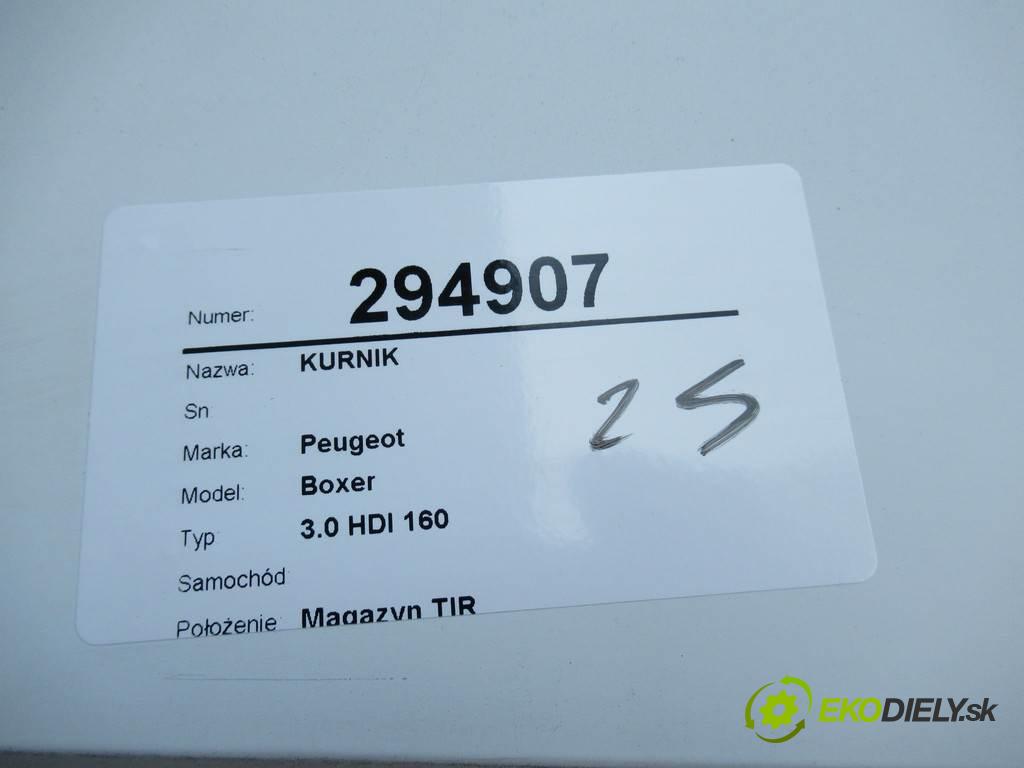 Numer: 294907
Nazwa: KURNIK
Sn
Marka: Peugeot
Model: Boxer
25
Typ 3.0 HDI 160
Samochód
Położenie Magazyn TIR
EKODIELY.sk